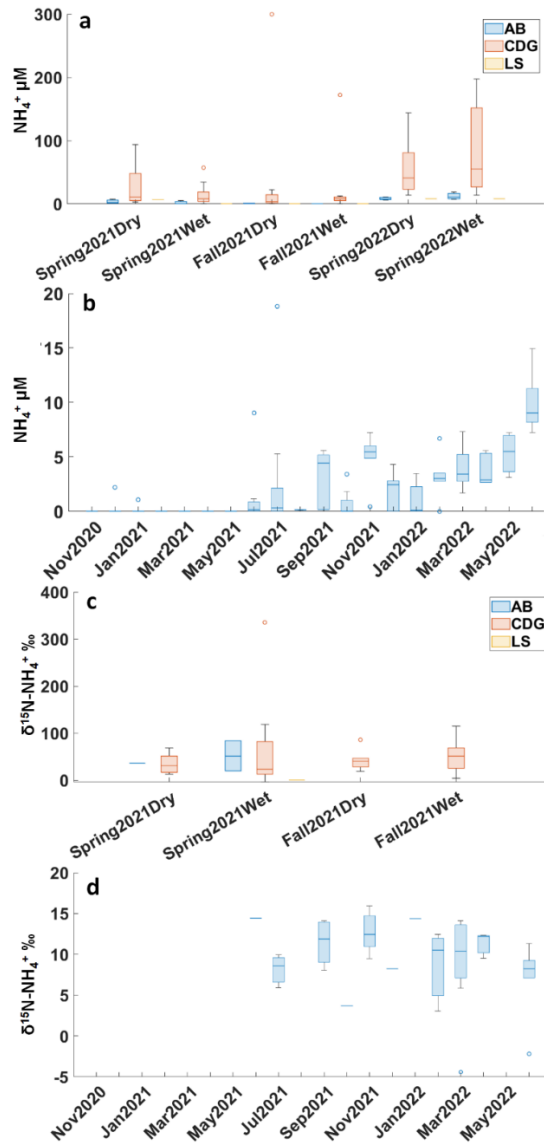 a
AB
CDG
LS
NH₄⁺ µM
300
200
100
0
Spring2021Dry
Spring2021Wet
Fall2021Dry
Fall2021Wet
Spring2022Dry
Spring2022Wet
b
NH₄⁺ µM
20
15
10
5
0
Nov2020
Jan2021
Mar2021
May2021
Jul2021
Sep2021
Nov2021
Jan2022
Mar2022
May2022
c
AB
CDG
LS
δ¹⁵N-NH₄⁺ ‰
400
300
200
100
0
Spring2021Dry
Spring2021Wet
Fall2021Dry
Fall2021Wet
d
δ¹⁵N-NH₄⁺ ‰
20
15
10
5
0
-5
Nov2020
Jan2021
Mar2021
May2021
Jul2021
Sep2021
Nov2021
Jan2022
Mar2022
May2022